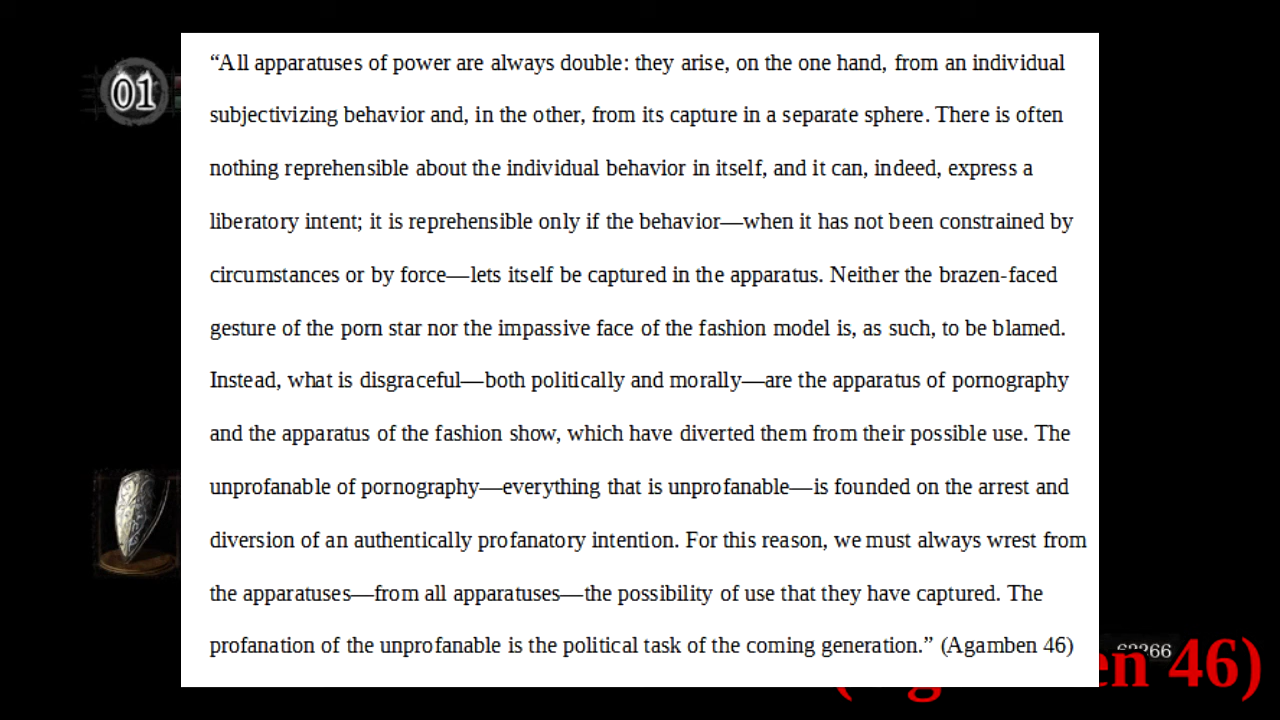 01
“All apparatuses of power are always double: they arise, on the one hand, from an individual
subjectivizing behavior and, in the other, from its capture in a separate sphere. There is often
nothing reprehensible about the individual behavior in itself, and it can, indeed, express a
liberatory intent; it is reprehensible only if the behavior—when it has not been constrained by
circumstances or by force—lets itself be captured in the apparatus. Neither the brazen-faced
gesture of the porn star nor the impassive face of the fashion model is, as such, to be blamed.
Instead, what is disgraceful—both politically and morally—are the apparatus of pornography
and the apparatus of the fashion show, which have diverted them from their possible use. The
unprofanable of pornography—everything that is unprofanable—is founded on the arrest and
diversion of an authentically profanatory intention. For this reason, we must always wrest from
the apparatuses—from all apparatuses—the possibility of use that they have captured. The
profanation of the unprofanable is the political task of the coming generation.” (Agamben 46)
en 46)